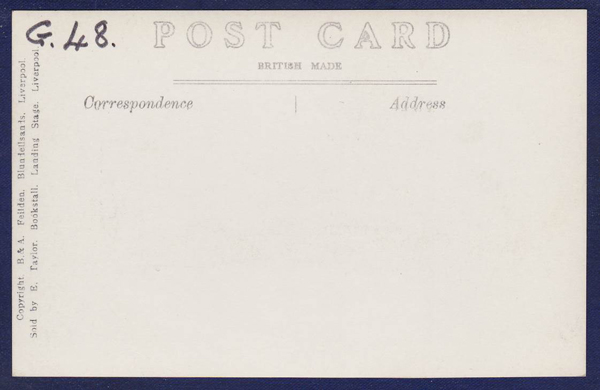 G. 48.
POST CARD
BRITISH MADE
Correspondence
Address
Copyright B. & A. Feilden, Blundellsands, Liverpool.
Sold by E. Taylor, Bookstall, Landing Stage, Liverpool.